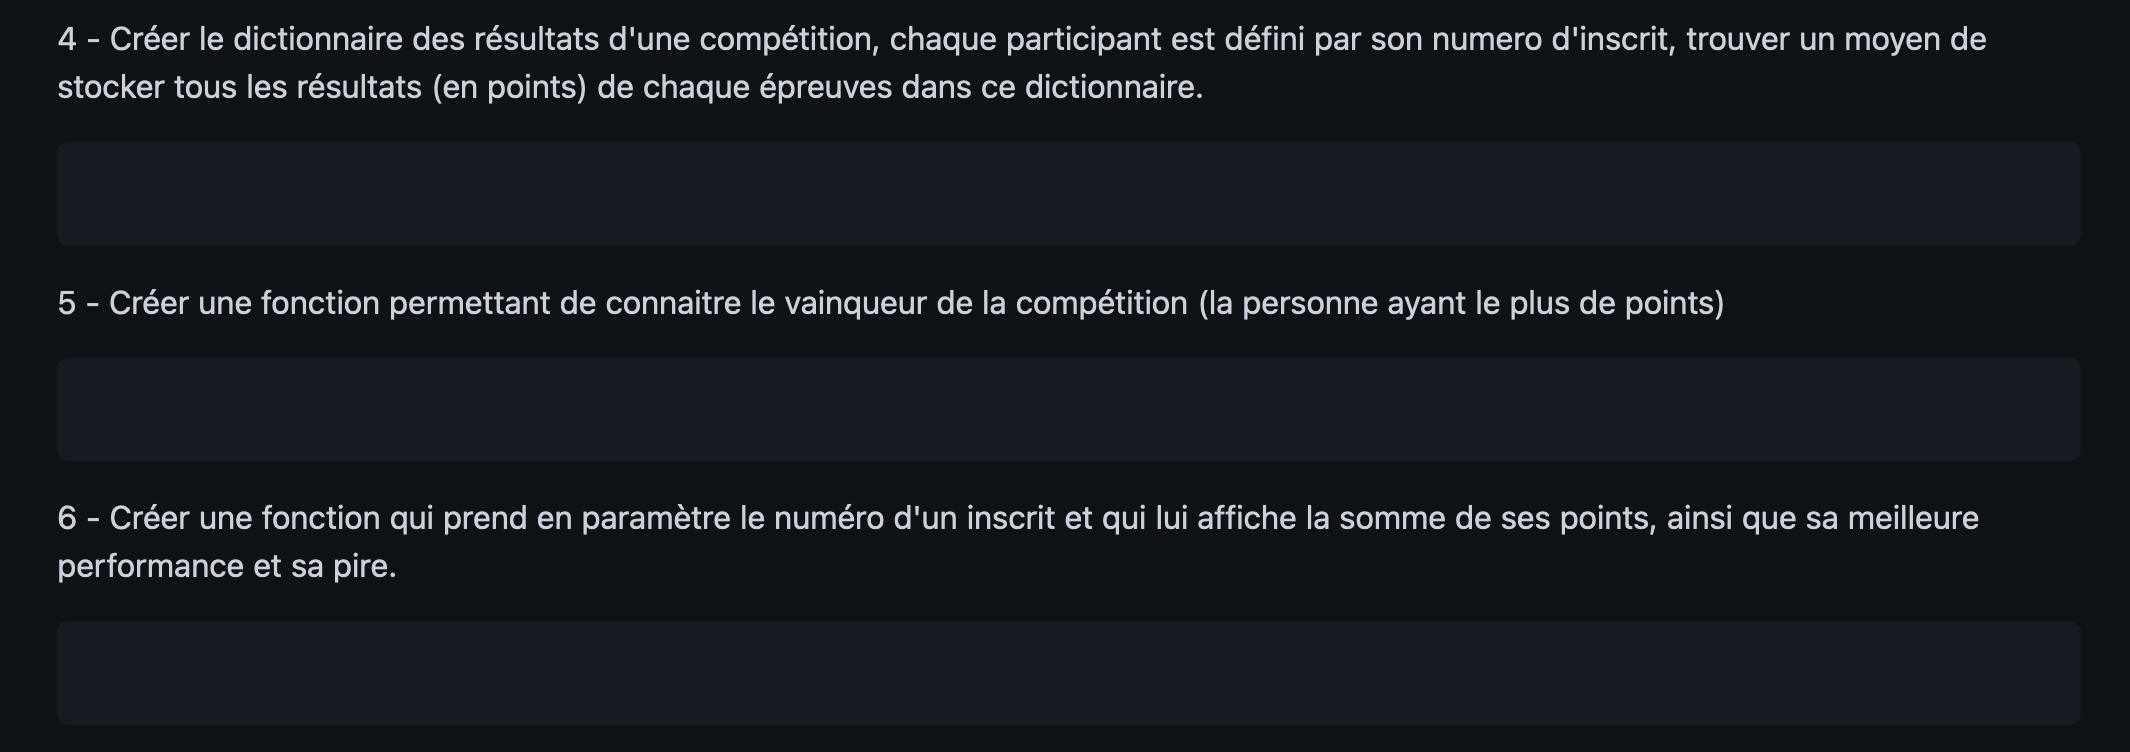 4 - Créer le dictionnaire des résultats d'une compétition, chaque participant est défini par son numero d'inscrit, trouver un moyen de
stocker tous les résultats (en points) de chaque épreuves dans ce dictionnaire.
5 - Créer une fonction permettant de connaitre le vainqueur de la compétition (la personne ayant le plus de points)
6 - Créer une fonction qui prend en paramètre le numéro d'un inscrit et qui lui affiche la somme de ses points, ainsi que sa meilleure
performance et sa pire.